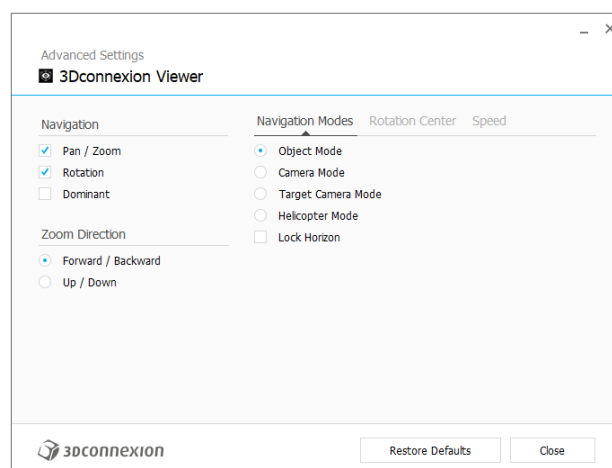 Advanced Settings
3Dconnexion Viewer
Navigation
Pan / Zoom
Rotation
Dominant
Zoom Direction
Forward / Backward
Up / Down
Navigation Modes Rotation Center Speed
Object Mode
Camera Mode
Target Camera Mode
Helicopter Mode
Lock Horizon
3Dconnexion
Restore Defaults Close